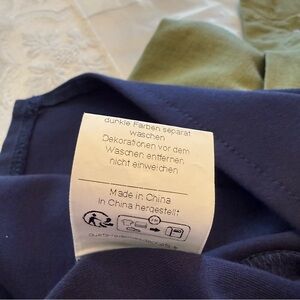 dunkle Farben separat
waschen
Dekorationen vor dem
Waschen entfernen
nicht einweichen
Made in China
in China hergestellt